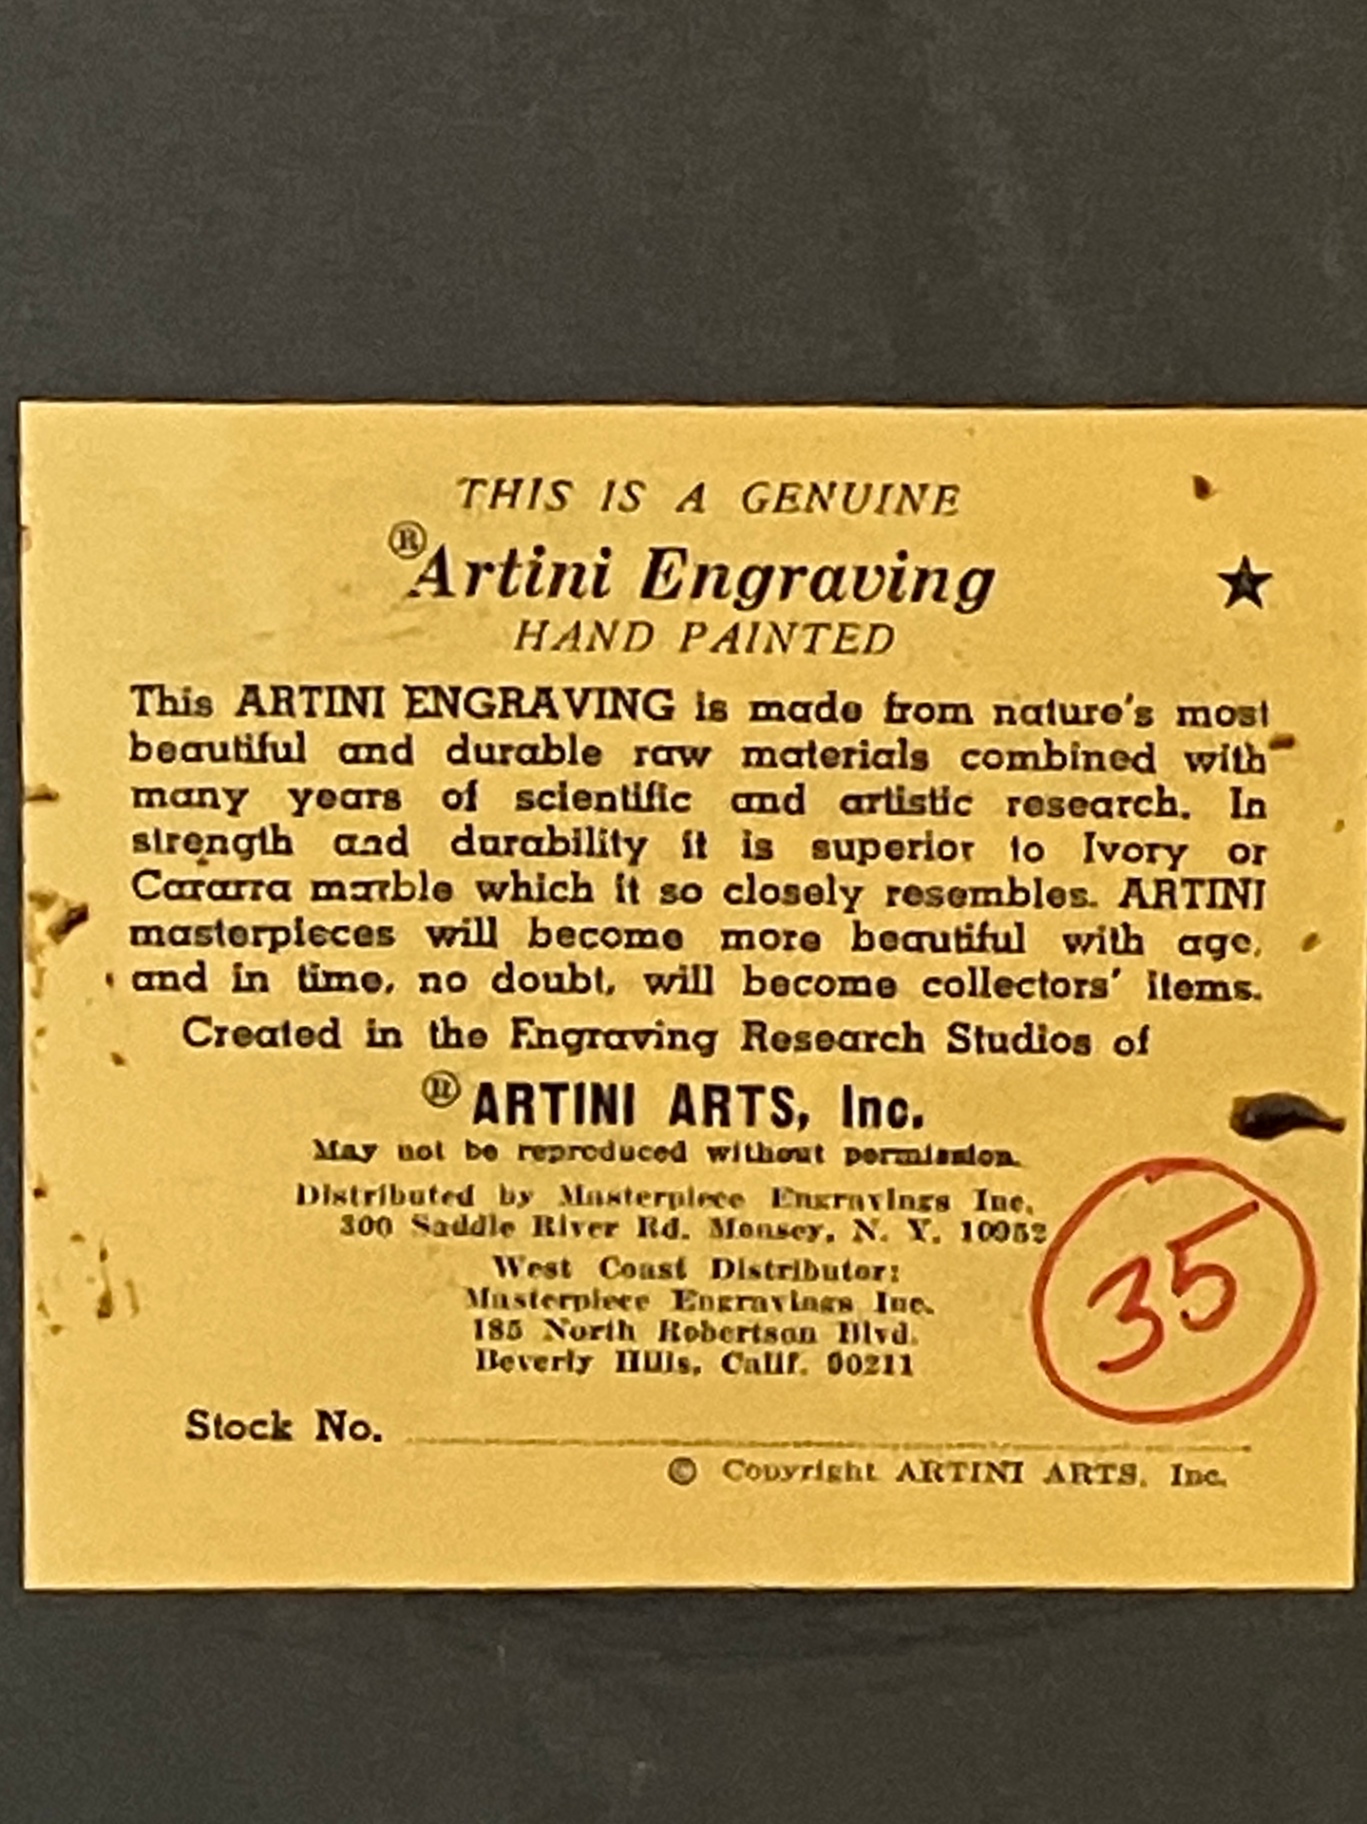 THIS IS A GENUINE
®Artini Engraving
★
HAND PAINTED
This ARTINI ENGRAVING is made from nature's most
beautiful and durable raw materials combined with
many years of scientific and artistic research. In
strength and durability it is superior to Ivory or
Cararra marble which it so closely resembles. ARTINI
masterpieces will become more beautiful with age,
and in time, no doubt, will become collectors' items.
Created in the Engraving Research Studios of
® ARTINI ARTS, Inc.
May not be reproduced without permission.
Distributed by Masterpiece Engravings Inc.
300 Saddle River Rd. Monsey, N. Y. 10952
West Coast Distributor:
Masterpiece Engravings Inc.
185 North Robertson Blvd.
Beverly Hills, Calif. 90211
35
Stock No.
© Copyright ARTINI ARTS, Inc.